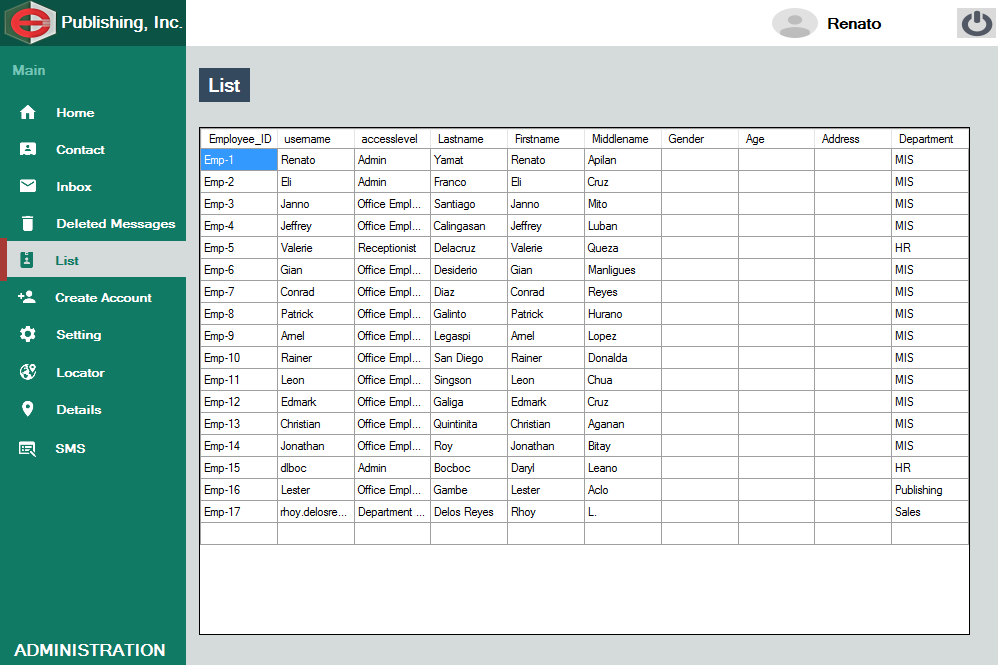 Publishing, Inc.
Renato
Main
Home
Contact
Inbox
Deleted Messages
List
Create Account
Setting
Locator
Details
SMS
ADMINISTRATION
List
Employee_ID username accesslevel Lastname Firstname Middlename Gender Age Address Department
Emp-1 Renato Admin Yamat Renato Apilan MIS
Emp-2 Eli Admin Franco Eli Cruz MIS
Emp-3 Janno Office Empl... Santiago Janno Mito MIS
Emp-4 Jeffrey Office Empl... Calingasan Jeffrey Luban MIS
Emp-5 Valerie Receptionist Delacruz Valerie Queza HR
Emp-6 Gian Office Empl... Desiderio Gian Manligues MIS
Emp-7 Conrad Office Empl... Diaz Conrad Reyes MIS
Emp-8 Patrick Office Empl... Galinto Patrick Hurano MIS
Emp-9 Arnel Office Empl... Legaspi Arnel Lopez MIS
Emp-10 Rainer Office Empl... San Diego Rainer Donalda MIS
Emp-11 Leon Office Empl... Singson Leon Chua MIS
Emp-12 Edmark Office Empl... Galiga Edmark Cruz MIS
Emp-13 Christian Office Empl... Quintinita Christian Aganan MIS
Emp-14 Jonathan Office Empl... Roy Jonathan Bitay MIS
Emp-15 dlboc Admin Bocboc Daryl Leano HR
Emp-16 Lester Office Empl... Gambe Lester Aclo Publishing
Emp-17 rhoy.delosre... Department ... Delos Reyes Rhoy L. Sales